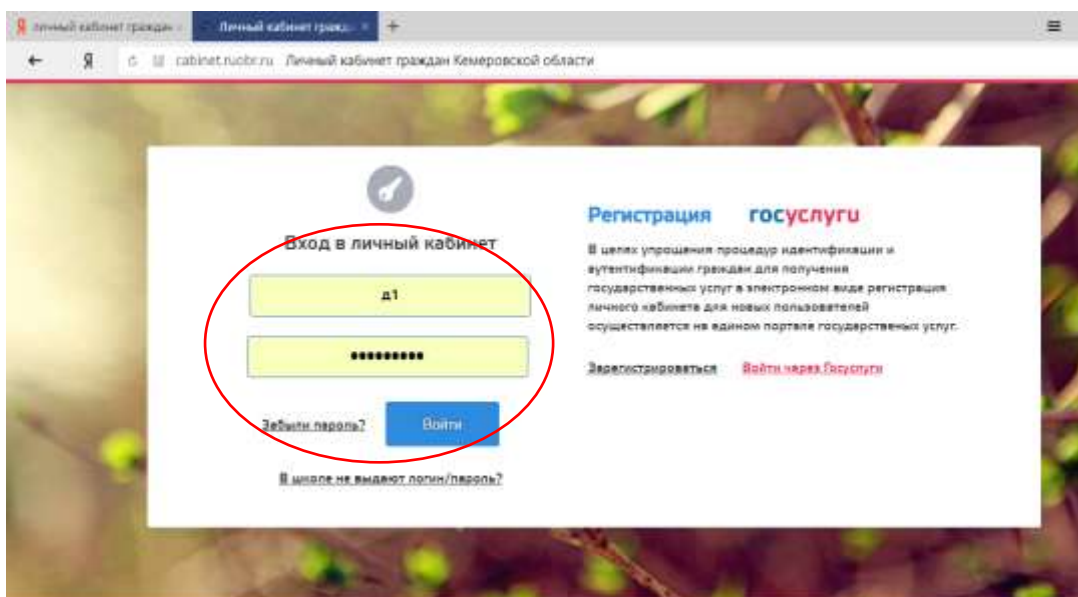 Я личный кабинет граждан
Личный кабинет гражд
cabinet.ruobr.ru Личный кабинет граждан Кемеровской области
Вход в личный кабинет
д1
•••••••••
Забыли пароль?
Войти
В школе не выдают логин/пароль?
Регистрация
госуслуги
В целях упрощения процедур идентификации и
аутентификации граждан для получения
государственных услуг в электронном виде регистрация
личного кабинета для новых пользователей
осуществляется на едином портале государственых услуг.
Зарегистрироваться
Войти через Госуслуги